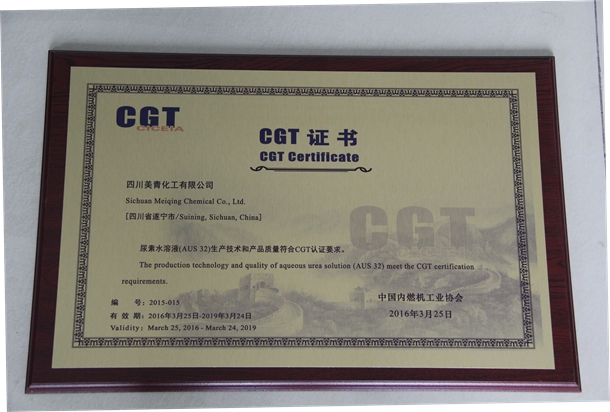 CGT
CICEIA
CGT 证书
CGT Certificate
四川美青化工有限公司
Sichuan Meiqing Chemical Co., Ltd.
[四川省遂宁市/Suining, Sichuan, China]
CGT
尿素水溶液(AUS 32)生产技术和产品质量符合CGT认证要求。
The production technology and quality of aqueous urea solution (AUS 32) meet the CGT certification
requirements.
编 号: 2015-015
有 效 期: 2016年3月25日-2019年3月24日
Validity: March 25, 2016 - March 24, 2019
中国内燃机工业协会
2016年3月25日